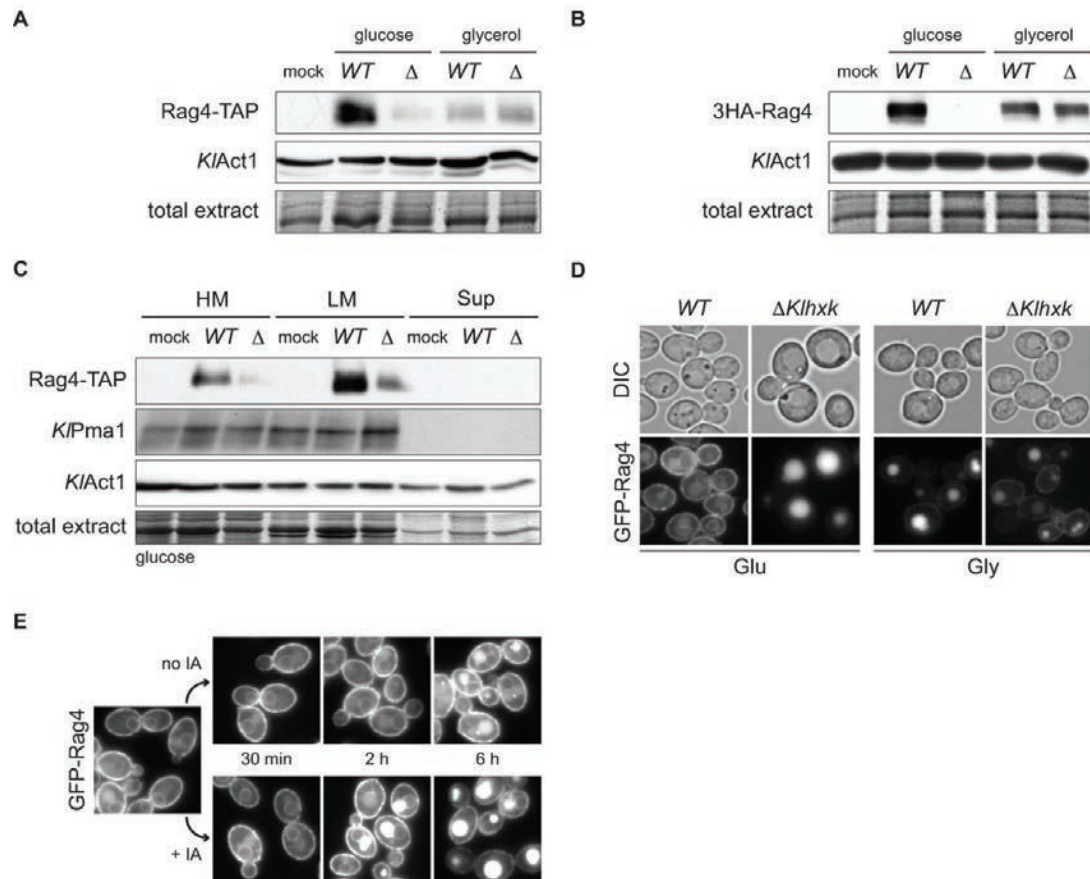 A
glucose glycerol
mock WT Δ WT Δ
Rag4-TAP
KlAct1
total extract
B
glucose glycerol
mock WT Δ WT Δ
3HA-Rag4
KlAct1
total extract
C
HM LM Sup
mock WT Δ mock WT Δ mock WT Δ
Rag4-TAP
KlPma1
KlAct1
total extract
glucose
D
WT ΔKlhxk WT ΔKlhxk
DIC
GFP-Rag4
Glu Gly
E
no IA
GFP-Rag4
30 min 2 h 6 h
+ IA